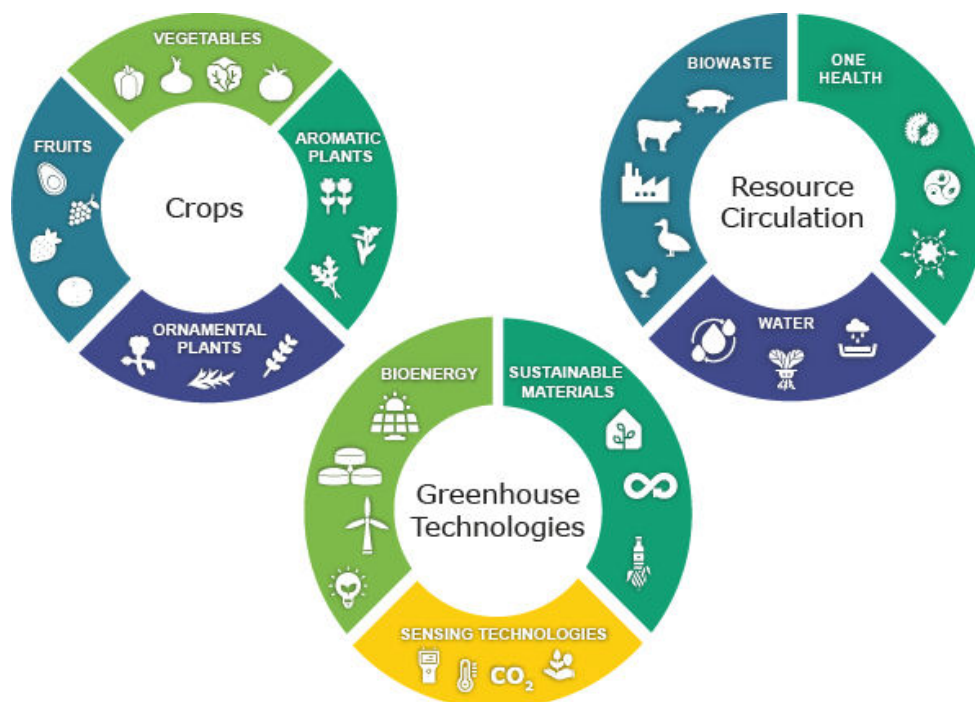 VEGETABLES
FRUITS
AROMATIC
PLANTS
Crops
ORNAMENTAL
PLANTS
BIOWASTE
ONE
HEALTH
Resource
Circulation
WATER
BIOENERGY
SUSTAINABLE
MATERIALS
Greenhouse
Technologies
SENSING TECHNOLOGIES
CO₂